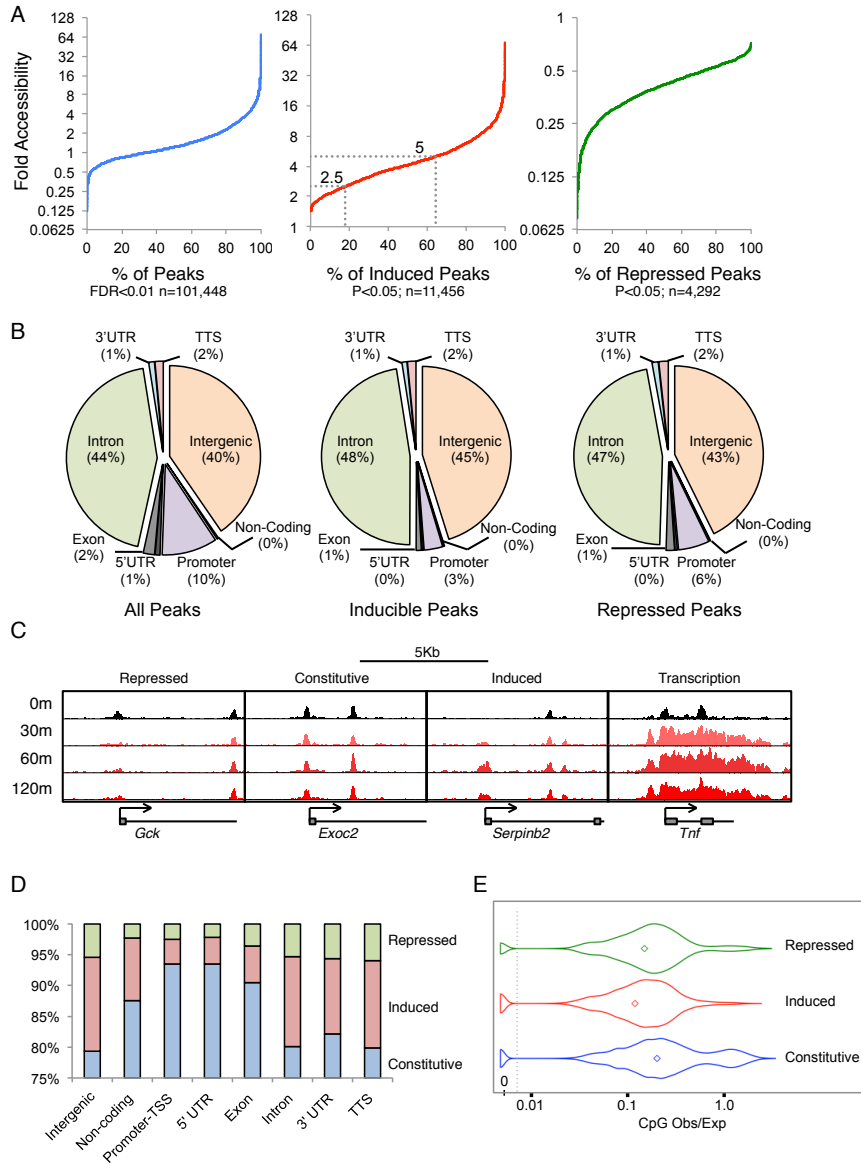 A
Fold Accessibility
128
64
32
16
8
4
2
1
0.5
0.25
0.125
0.0625
0 20 40 60 80 100
% of Peaks
FDR<0.01 n=101,448
128
64
32
16
8
4
2
1
5
2.5
0 20 40 60 80 100
% of Induced Peaks
P<0.05; n=11,456
1
0.5
0.25
0.125
0.0625
0 20 40 60 80 100
% of Repressed Peaks
P<0.05; n=4,292
B
3'UTR
(1%)
TTS
(2%)
Intron
(44%)
Intergenic
(40%)
Exon
(2%)
5'UTR
(1%)
Promoter
(10%)
Non-Coding
(0%)
All Peaks
3'UTR
(1%)
TTS
(2%)
Intron
(48%)
Intergenic
(45%)
Exon
(1%)
5'UTR
(0%)
Promoter
(3%)
Non-Coding
(0%)
Inducible Peaks
3'UTR
(1%)
TTS
(2%)
Intron
(47%)
Intergenic
(43%)
Exon
(1%)
5'UTR
(0%)
Promoter
(6%)
Non-Coding
(0%)
Repressed Peaks
C
5Kb
Repressed Constitutive Induced Transcription
0m
30m
60m
120m
Gck Exoc2 Serpinb2 Tnf
D
100%
95%
90%
85%
80%
75%
Repressed
Induced
Constitutive
Intergenic
Non-coding
Promoter-TSS
5' UTR
Exon
Intron
3' UTR
TTS
E
Repressed
Induced
Constitutive
0
0.01 0.1 1.0
CpG Obs/Exp